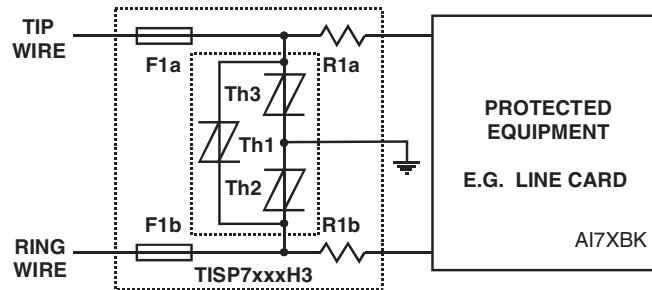 TIP
WIRE
F1a
R1a
Th3
Th1
Th2
F1b
R1b
RING
WIRE
TISP7xxxH3
PROTECTED
EQUIPMENT
E.G. LINE CARD
AI7XBK